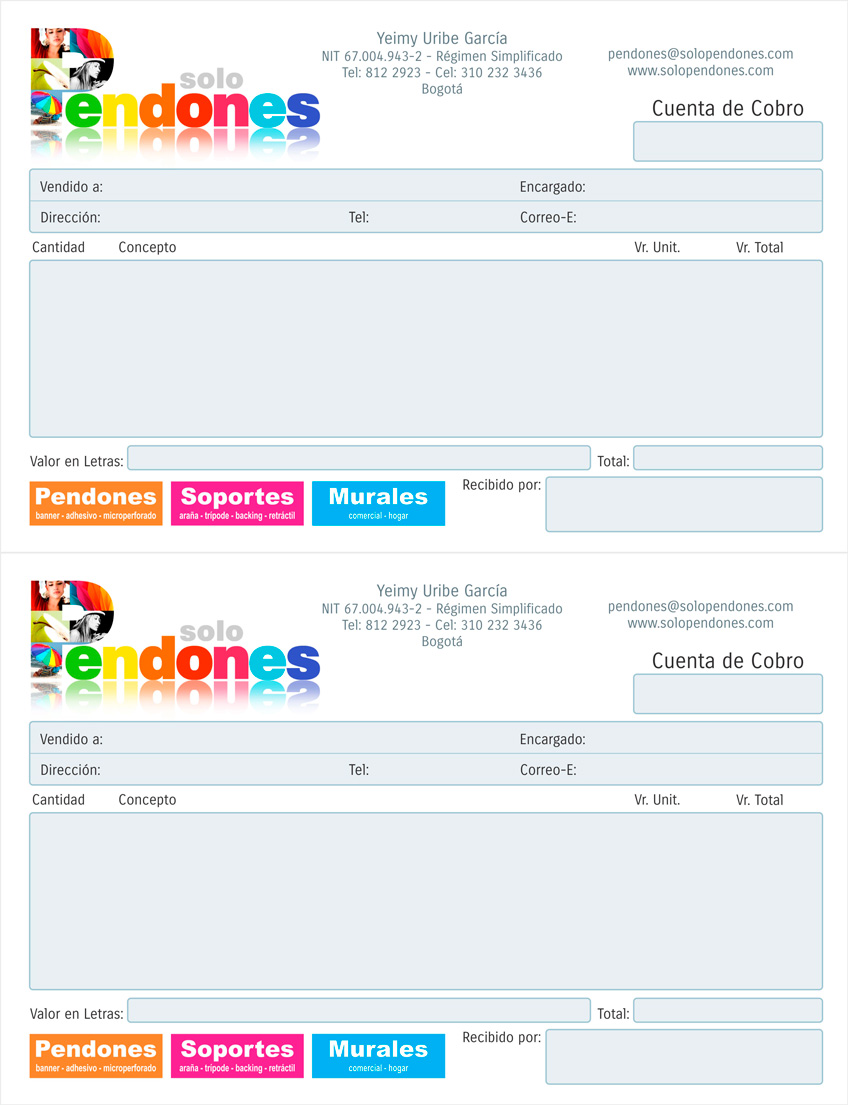 solo
Pendones
Yeimy Uribe García
NIT 67.004.943-2 - Régimen Simplificado
Tel: 812 2923 - Cel: 310 232 3436
Bogotá
pendones@solopendones.com
www.solopendones.com
Cuenta de Cobro
Vendido a: Encargado:
Dirección: Tel: Correo-E:
Cantidad Concepto Vr. Unit. Vr. Total
Valor en Letras: Total:
Recibido por:
Pendones
banner - adhesivo - microperforado
Soportes
araña - tripode - backing - retráctil
Murales
comercial - hogar
solo
Pendones
Yeimy Uribe García
NIT 67.004.943-2 - Régimen Simplificado
Tel: 812 2923 - Cel: 310 232 3436
Bogotá
pendones@solopendones.com
www.solopendones.com
Cuenta de Cobro
Vendido a: Encargado:
Dirección: Tel: Correo-E:
Cantidad Concepto Vr. Unit. Vr. Total
Valor en Letras: Total:
Recibido por:
Pendones
banner - adhesivo - microperforado
Soportes
araña - tripode - backing - retráctil
Murales
comercial - hogar